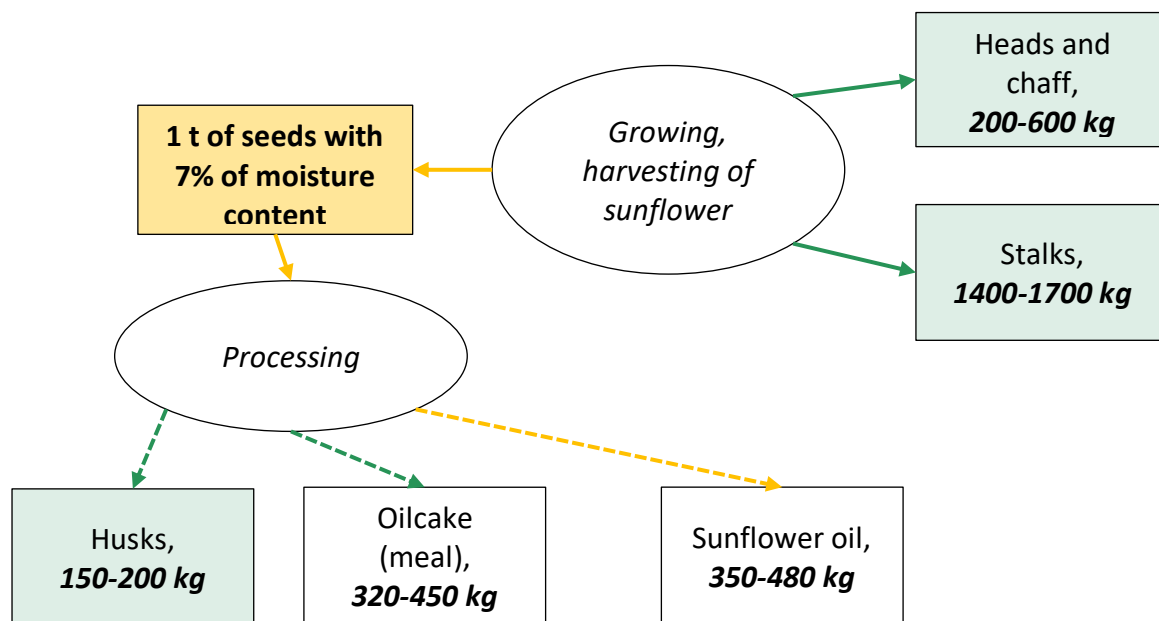 Heads and
chaff,
200-600 kg
1 t of seeds with
7% of moisture
content
Growing,
harvesting of
sunflower
Stalks,
1400-1700 kg
Processing
Husks,
150-200 kg
Oilcake
(meal),
320-450 kg
Sunflower oil,
350-480 kg